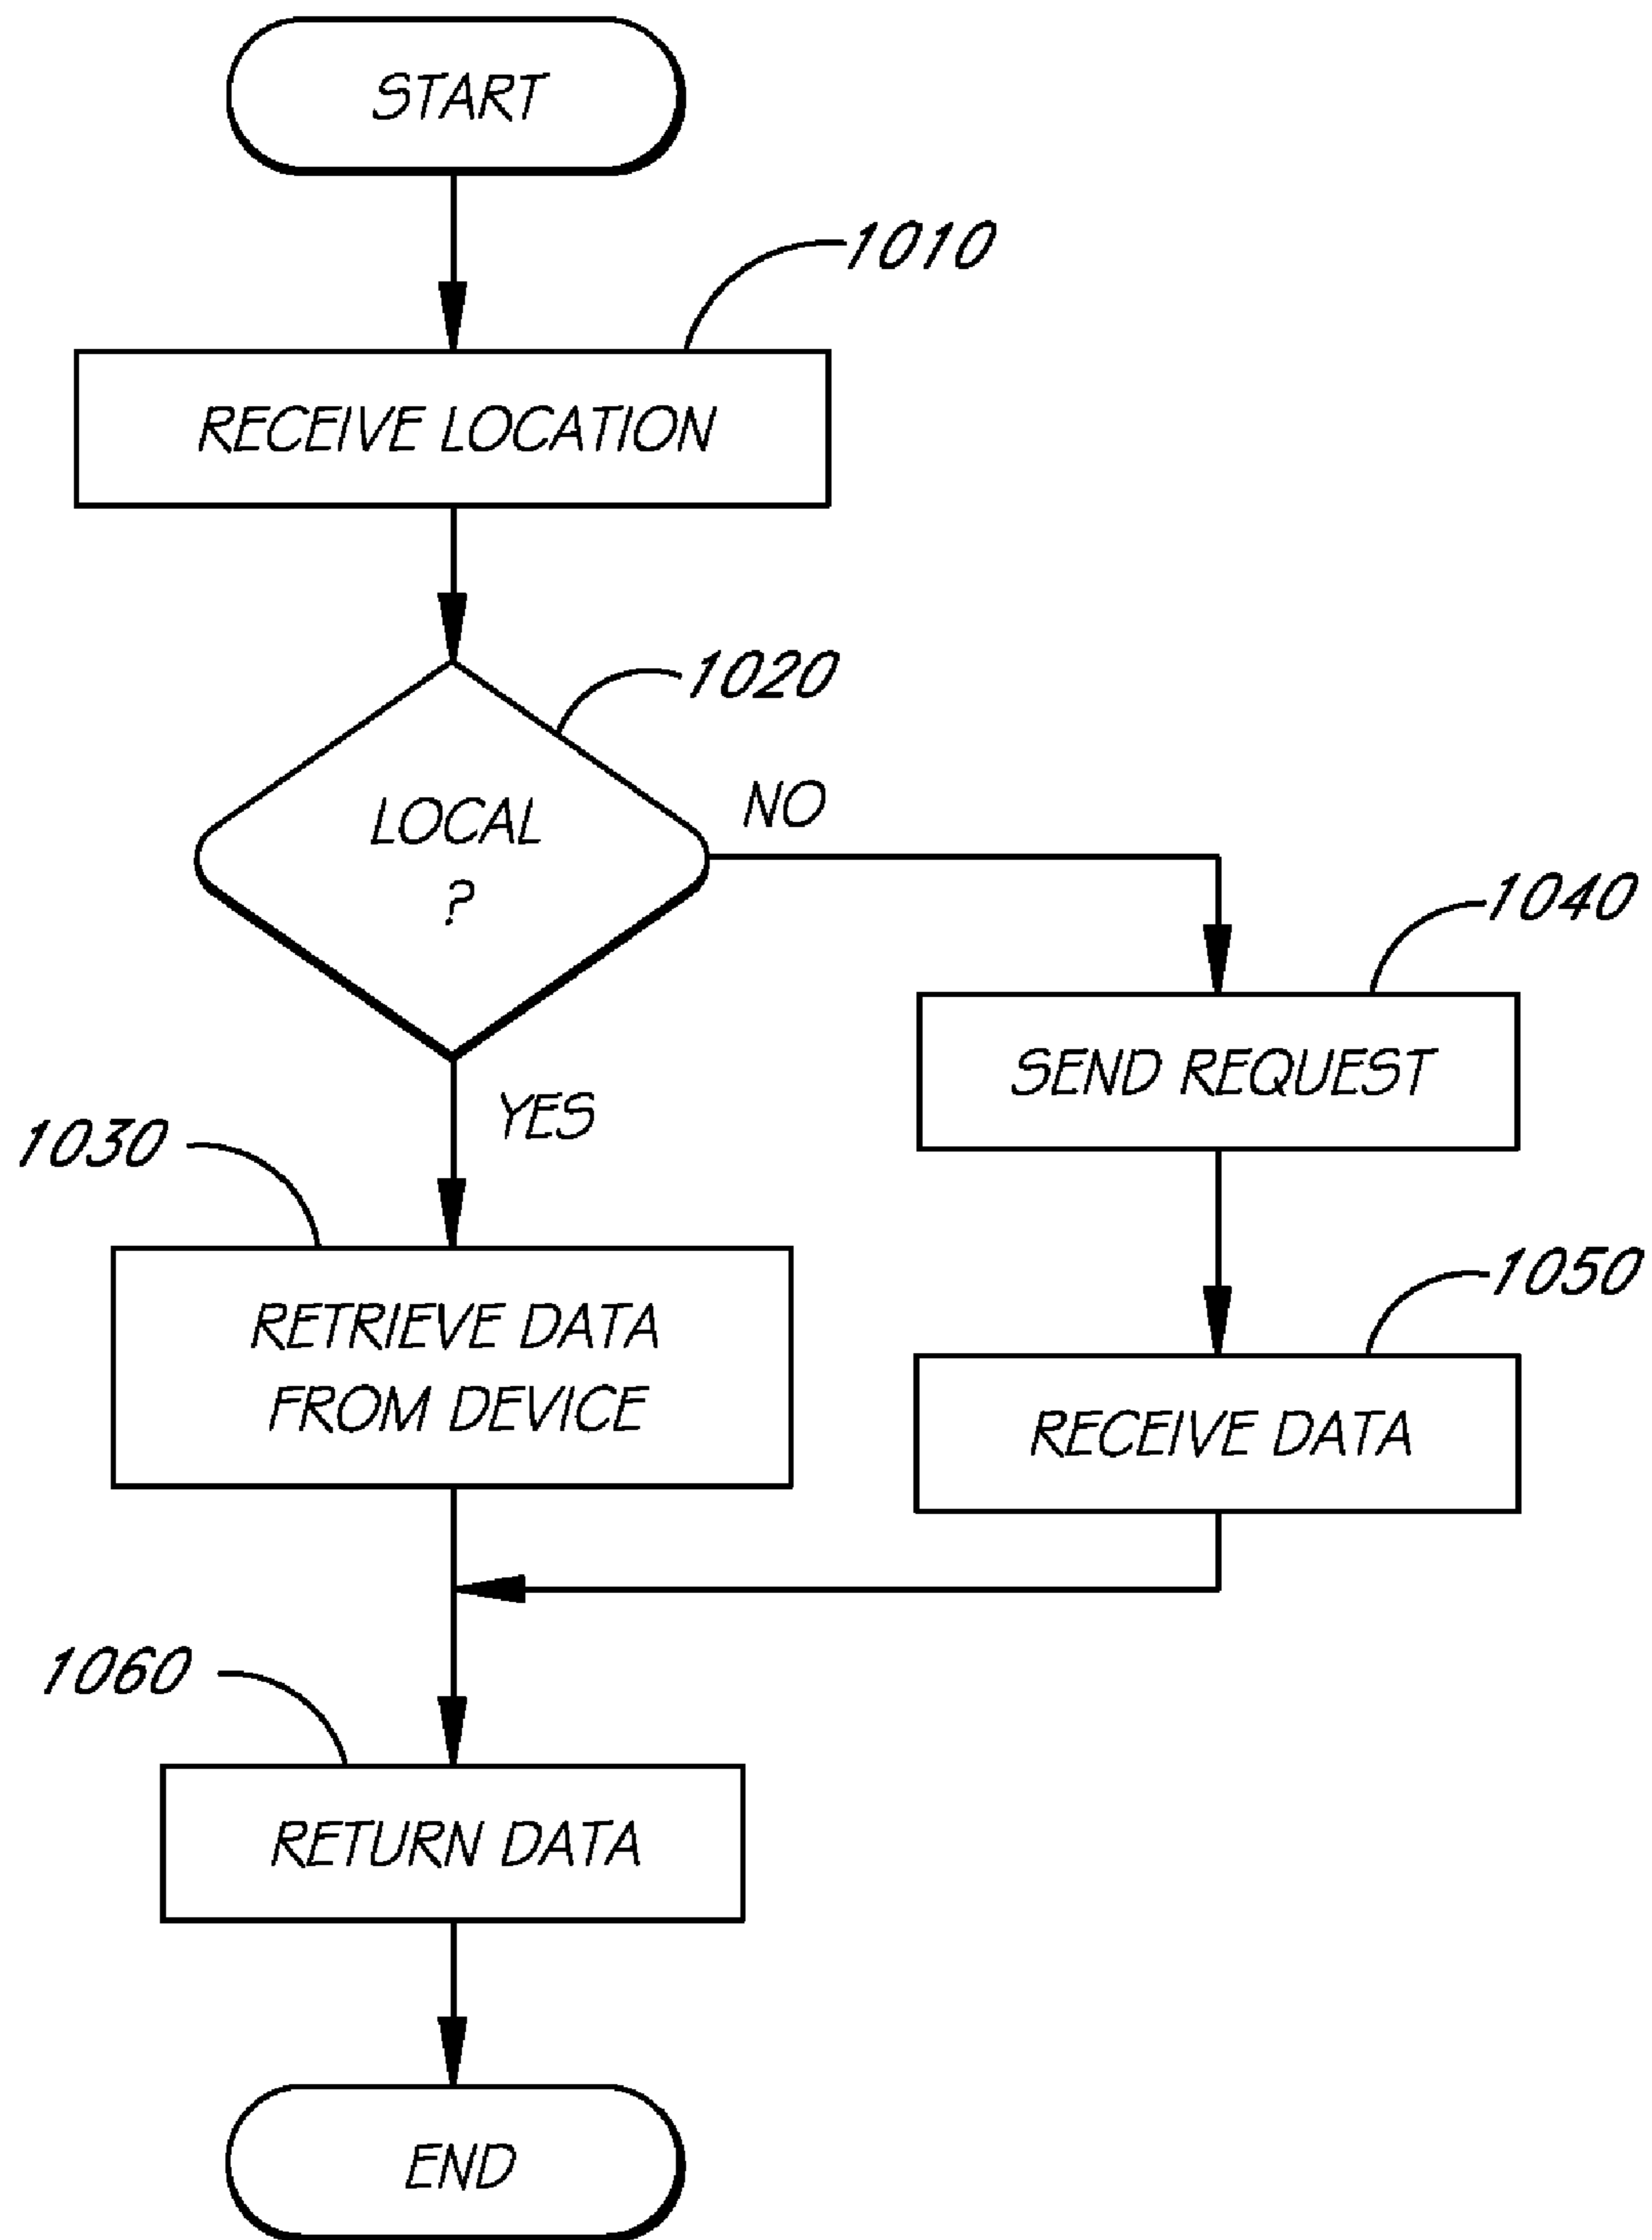 START
1010
RECEIVE LOCATION
1020
LOCAL
?
NO
YES
1040
SEND REQUEST
1030
RETRIEVE DATA
FROM DEVICE
1050
RECEIVE DATA
1060
RETURN DATA
END